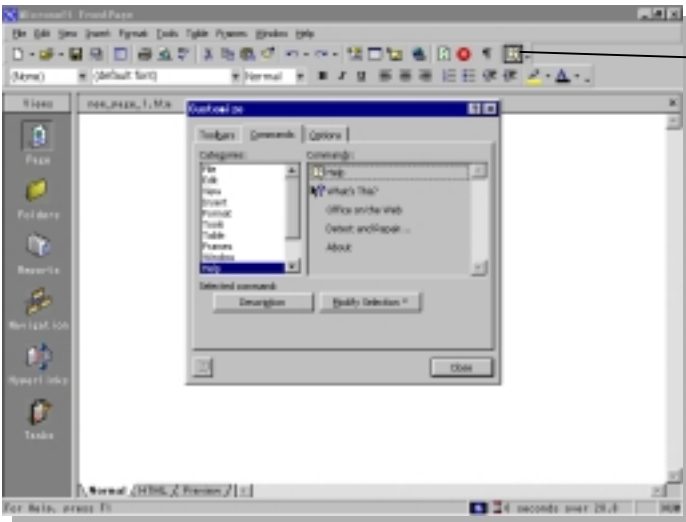 Microsoft FrontPage
File Edit View Insert Format Tools Table Frames Window Help
(None) (default font) Normal
Views new_page_1.htm
Page
Folders
Reports
Navigation
Hyperlinks
Tasks
Customize
Toolbars Commands Options
Categories: Commands:
File
Edit
View
Insert
Format
Tools
Table
Frames
Window
Help
Help
What's This?
Office on the Web
Detect and Repair ...
About
Selected command:
Description Modify Selection
Close
Normal HTML Preview
For Help, press F1 seconds over 28.8 NUM